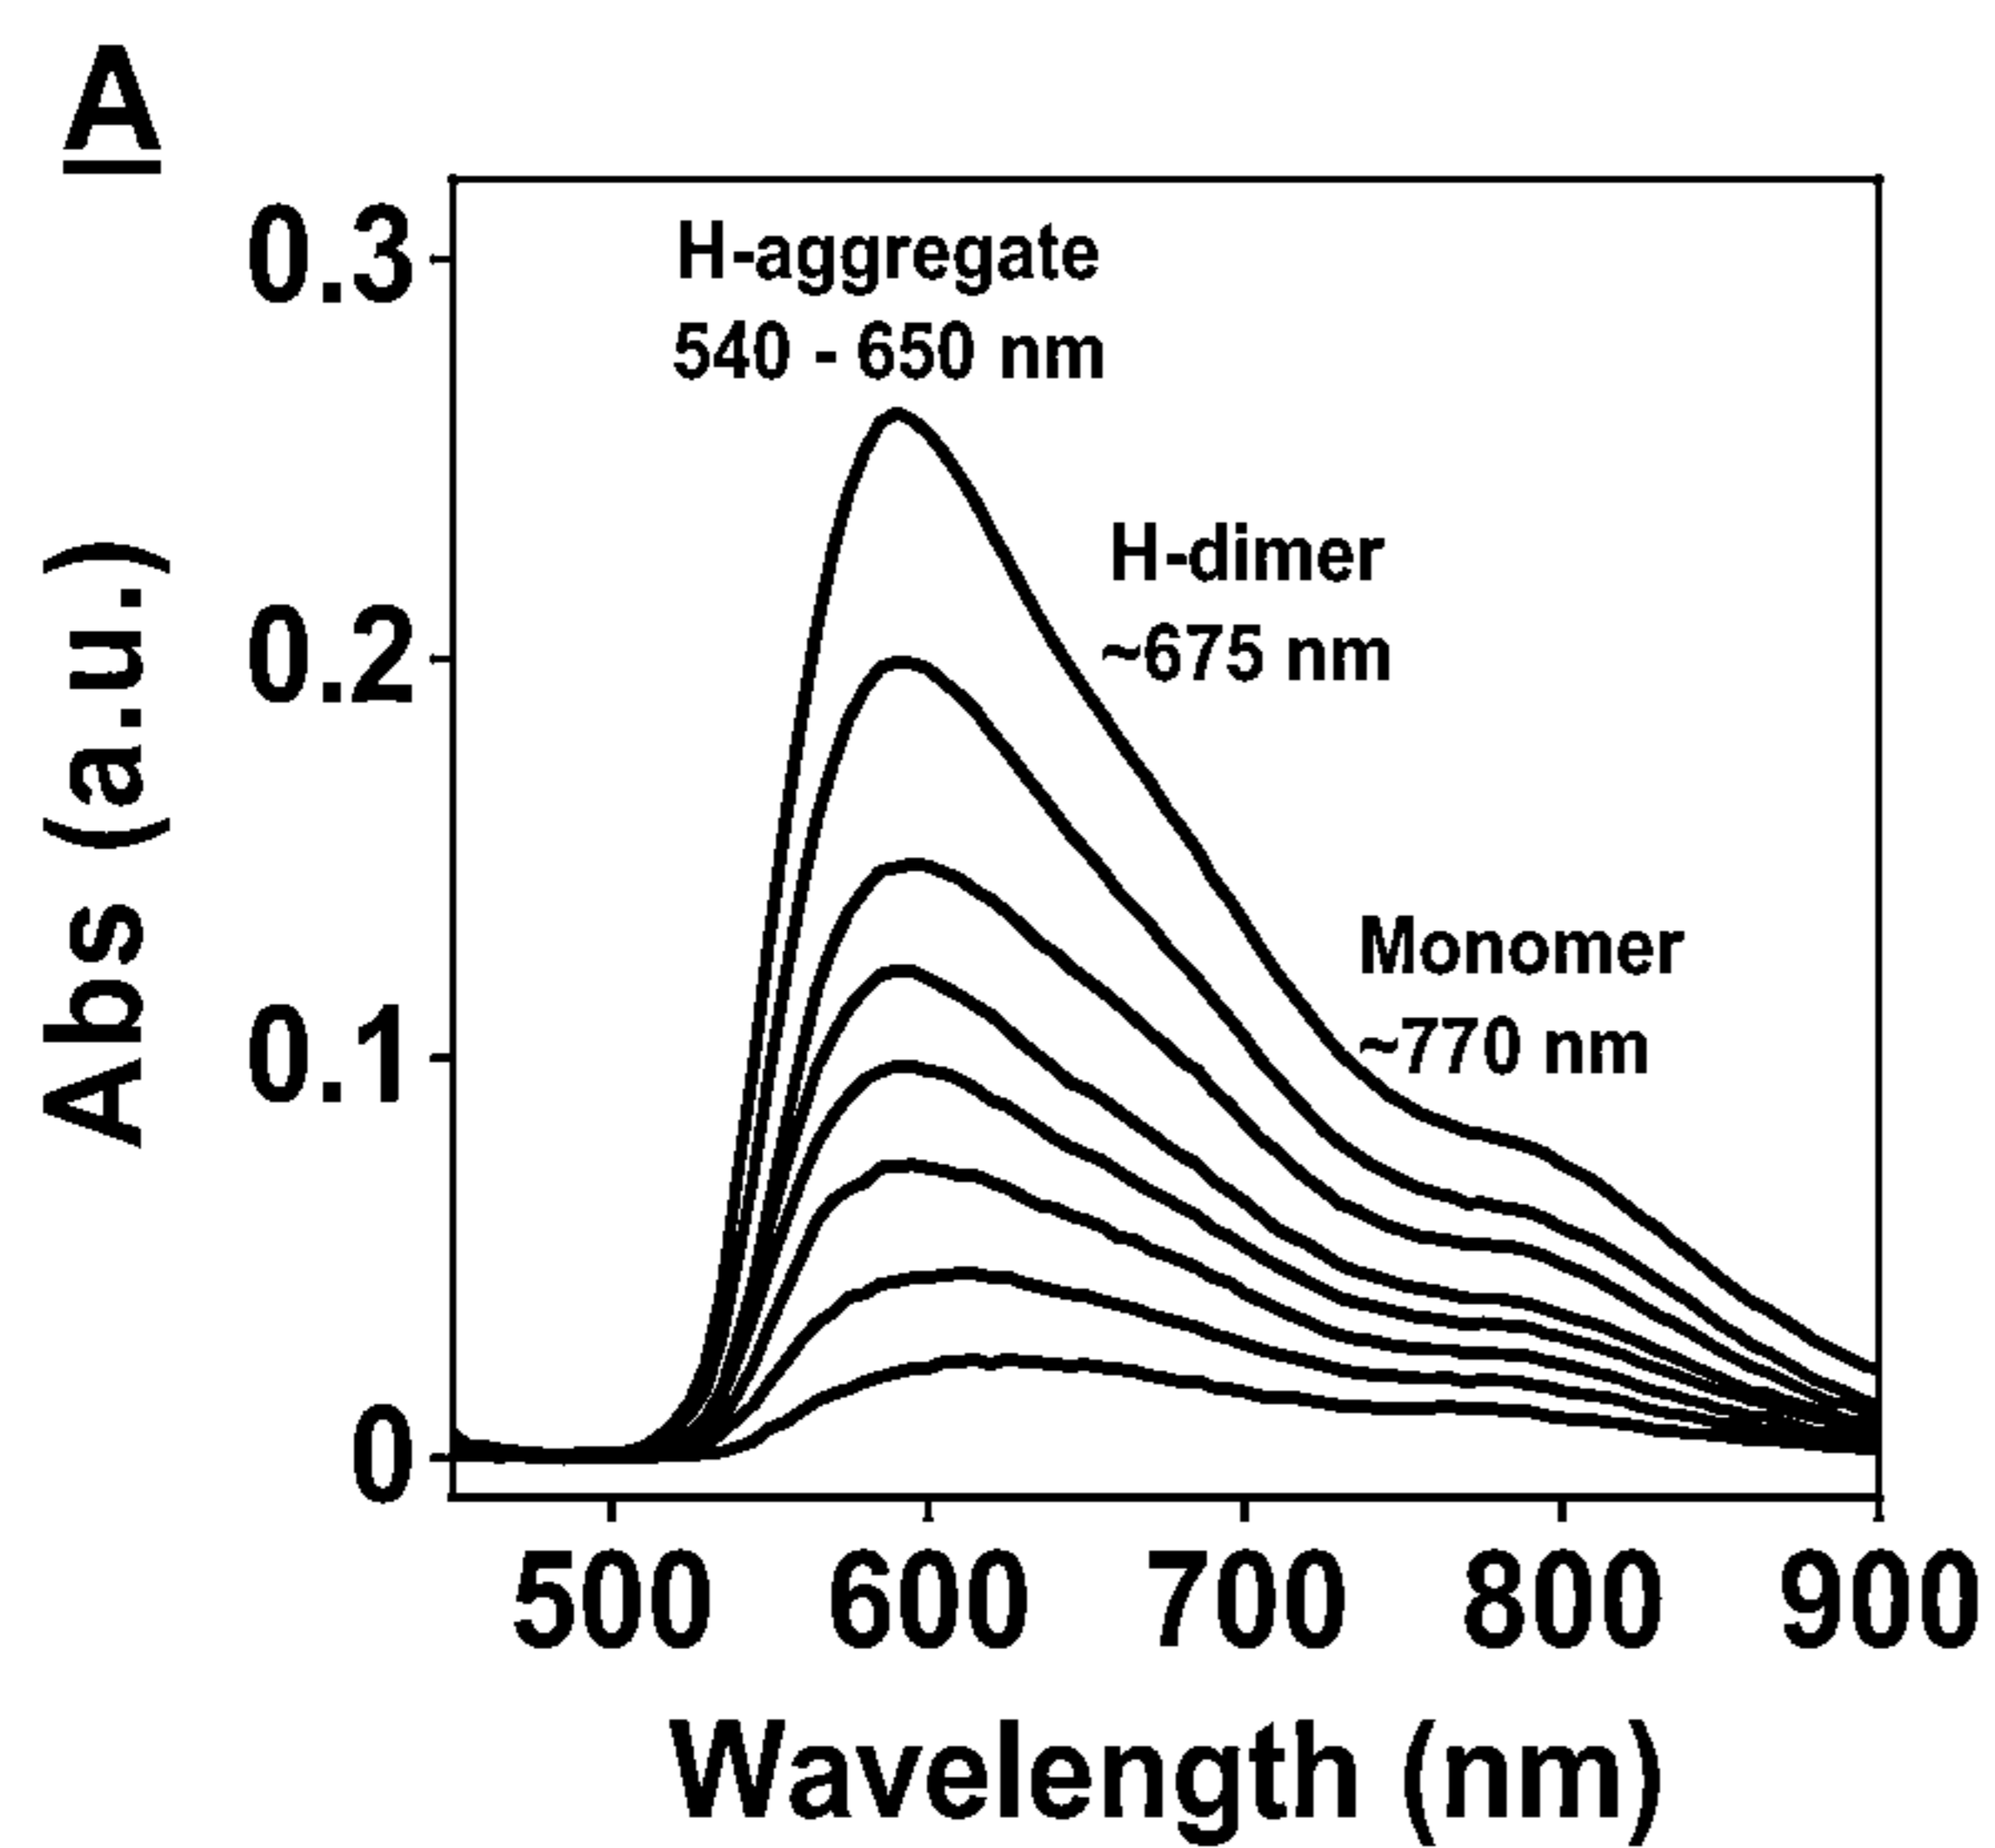 A
0.3
0.2
0.1
0
Abs (a.u.)
H-aggregate
540 - 650 nm
H-dimer
~675 nm
Monomer
~770 nm
500 600 700 800 900
Wavelength (nm)